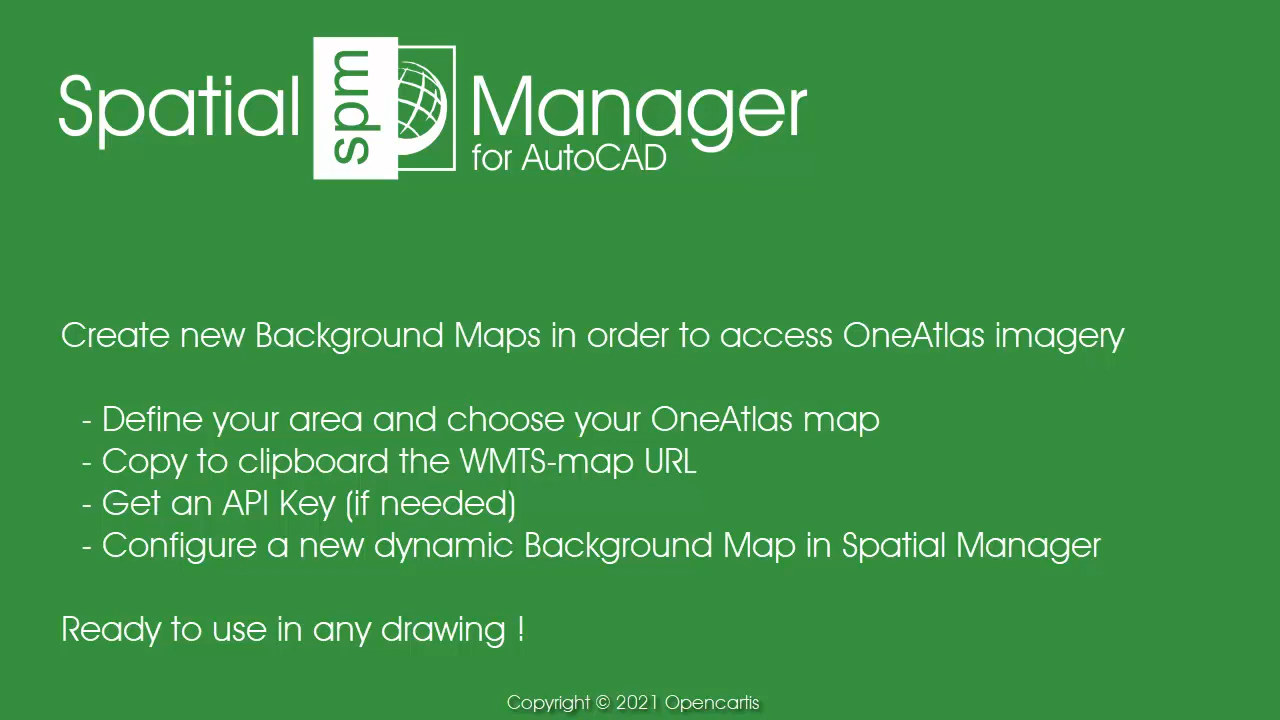 Spatial spm Manager
for AutoCAD
Create new Background Maps in order to access OneAtlas imagery
- Define your area and choose your OneAtlas map
- Copy to clipboard the WMTS-map URL
- Get an API Key (if needed)
- Configure a new dynamic Background Map in Spatial Manager
Ready to use in any drawing !
Copyright © 2021 Opencartis